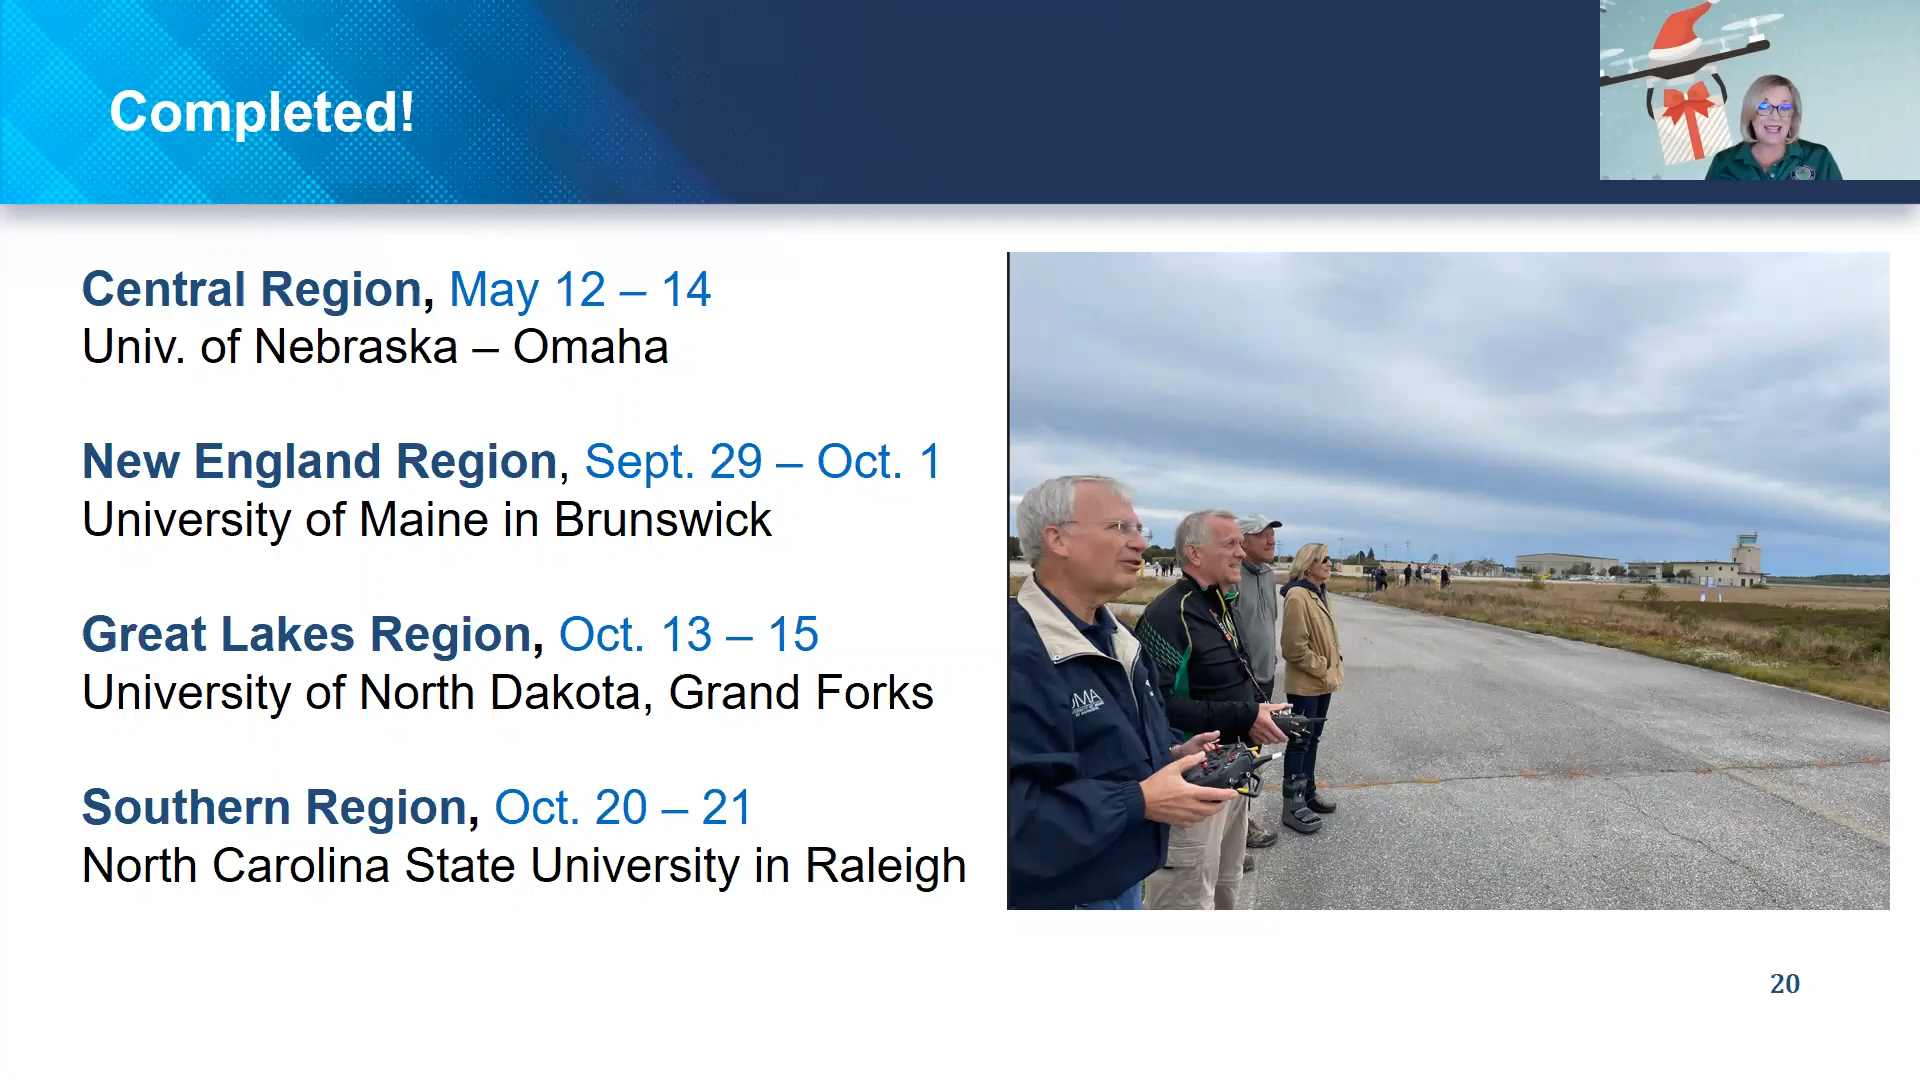 Completed!
Central Region, May 12 – 14
Univ. of Nebraska – Omaha
New England Region, Sept. 29 – Oct. 1
University of Maine in Brunswick
Great Lakes Region, Oct. 13 – 15
University of North Dakota, Grand Forks
Southern Region, Oct. 20 – 21
North Carolina State University in Raleigh
20